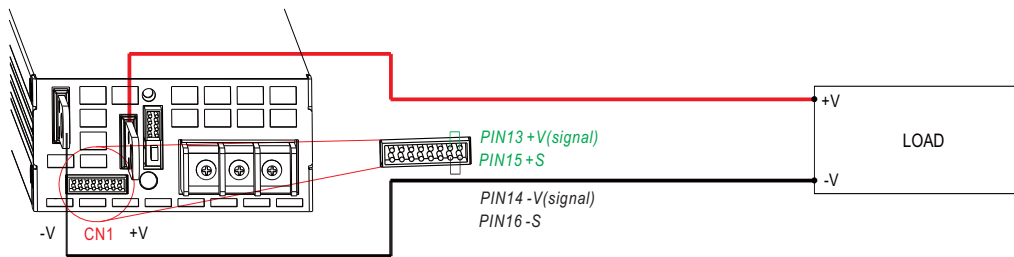 +V
PIN13 +V(signal)
LOAD
PIN15 +S
-V
PIN14 -V(signal)
PIN16 -S
-V CN1 +V